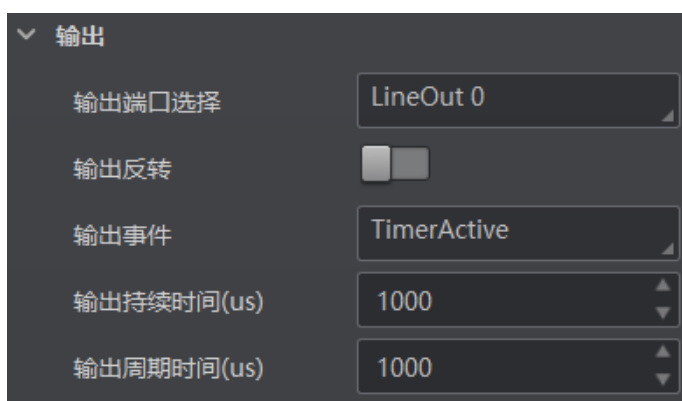 输出
输出端口选择 LineOut 0
输出反转
输出事件 TimerActive
输出持续时间(us) 1000
输出周期时间(us) 1000